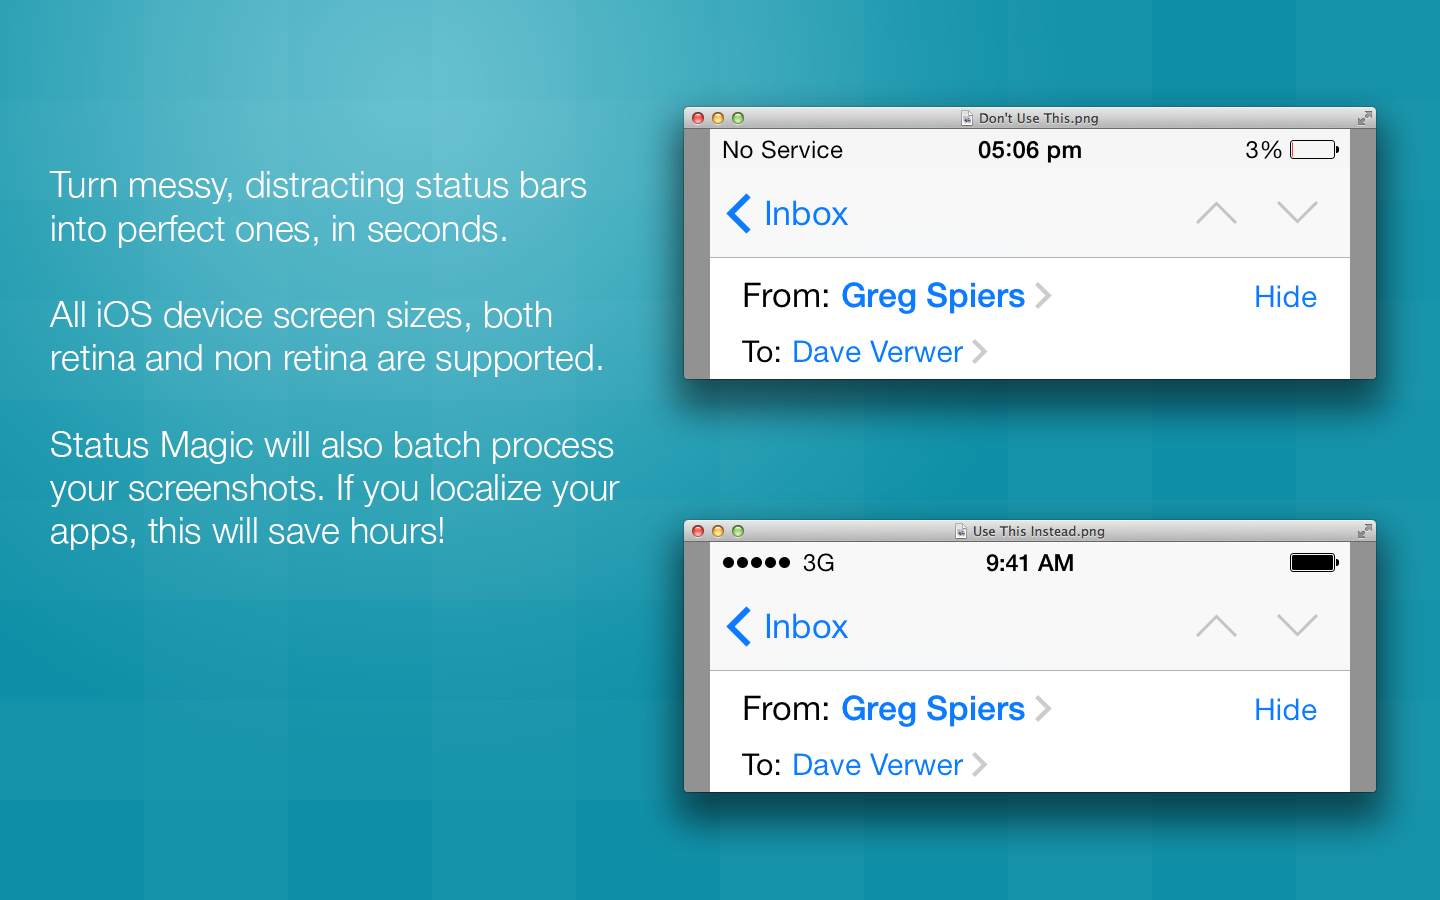 Turn messy, distracting status bars
into perfect ones, in seconds.
All iOS device screen sizes, both
retina and non retina are supported.
Status Magic will also batch process
your screenshots. If you localize your
apps, this will save hours!
Don't Use This.png
No Service 05:06 pm 3%
Inbox
From: Greg Spiers Hide
To: Dave Verwer
Use This Instead.png
3G 9:41 AM
Inbox
From: Greg Spiers Hide
To: Dave Verwer